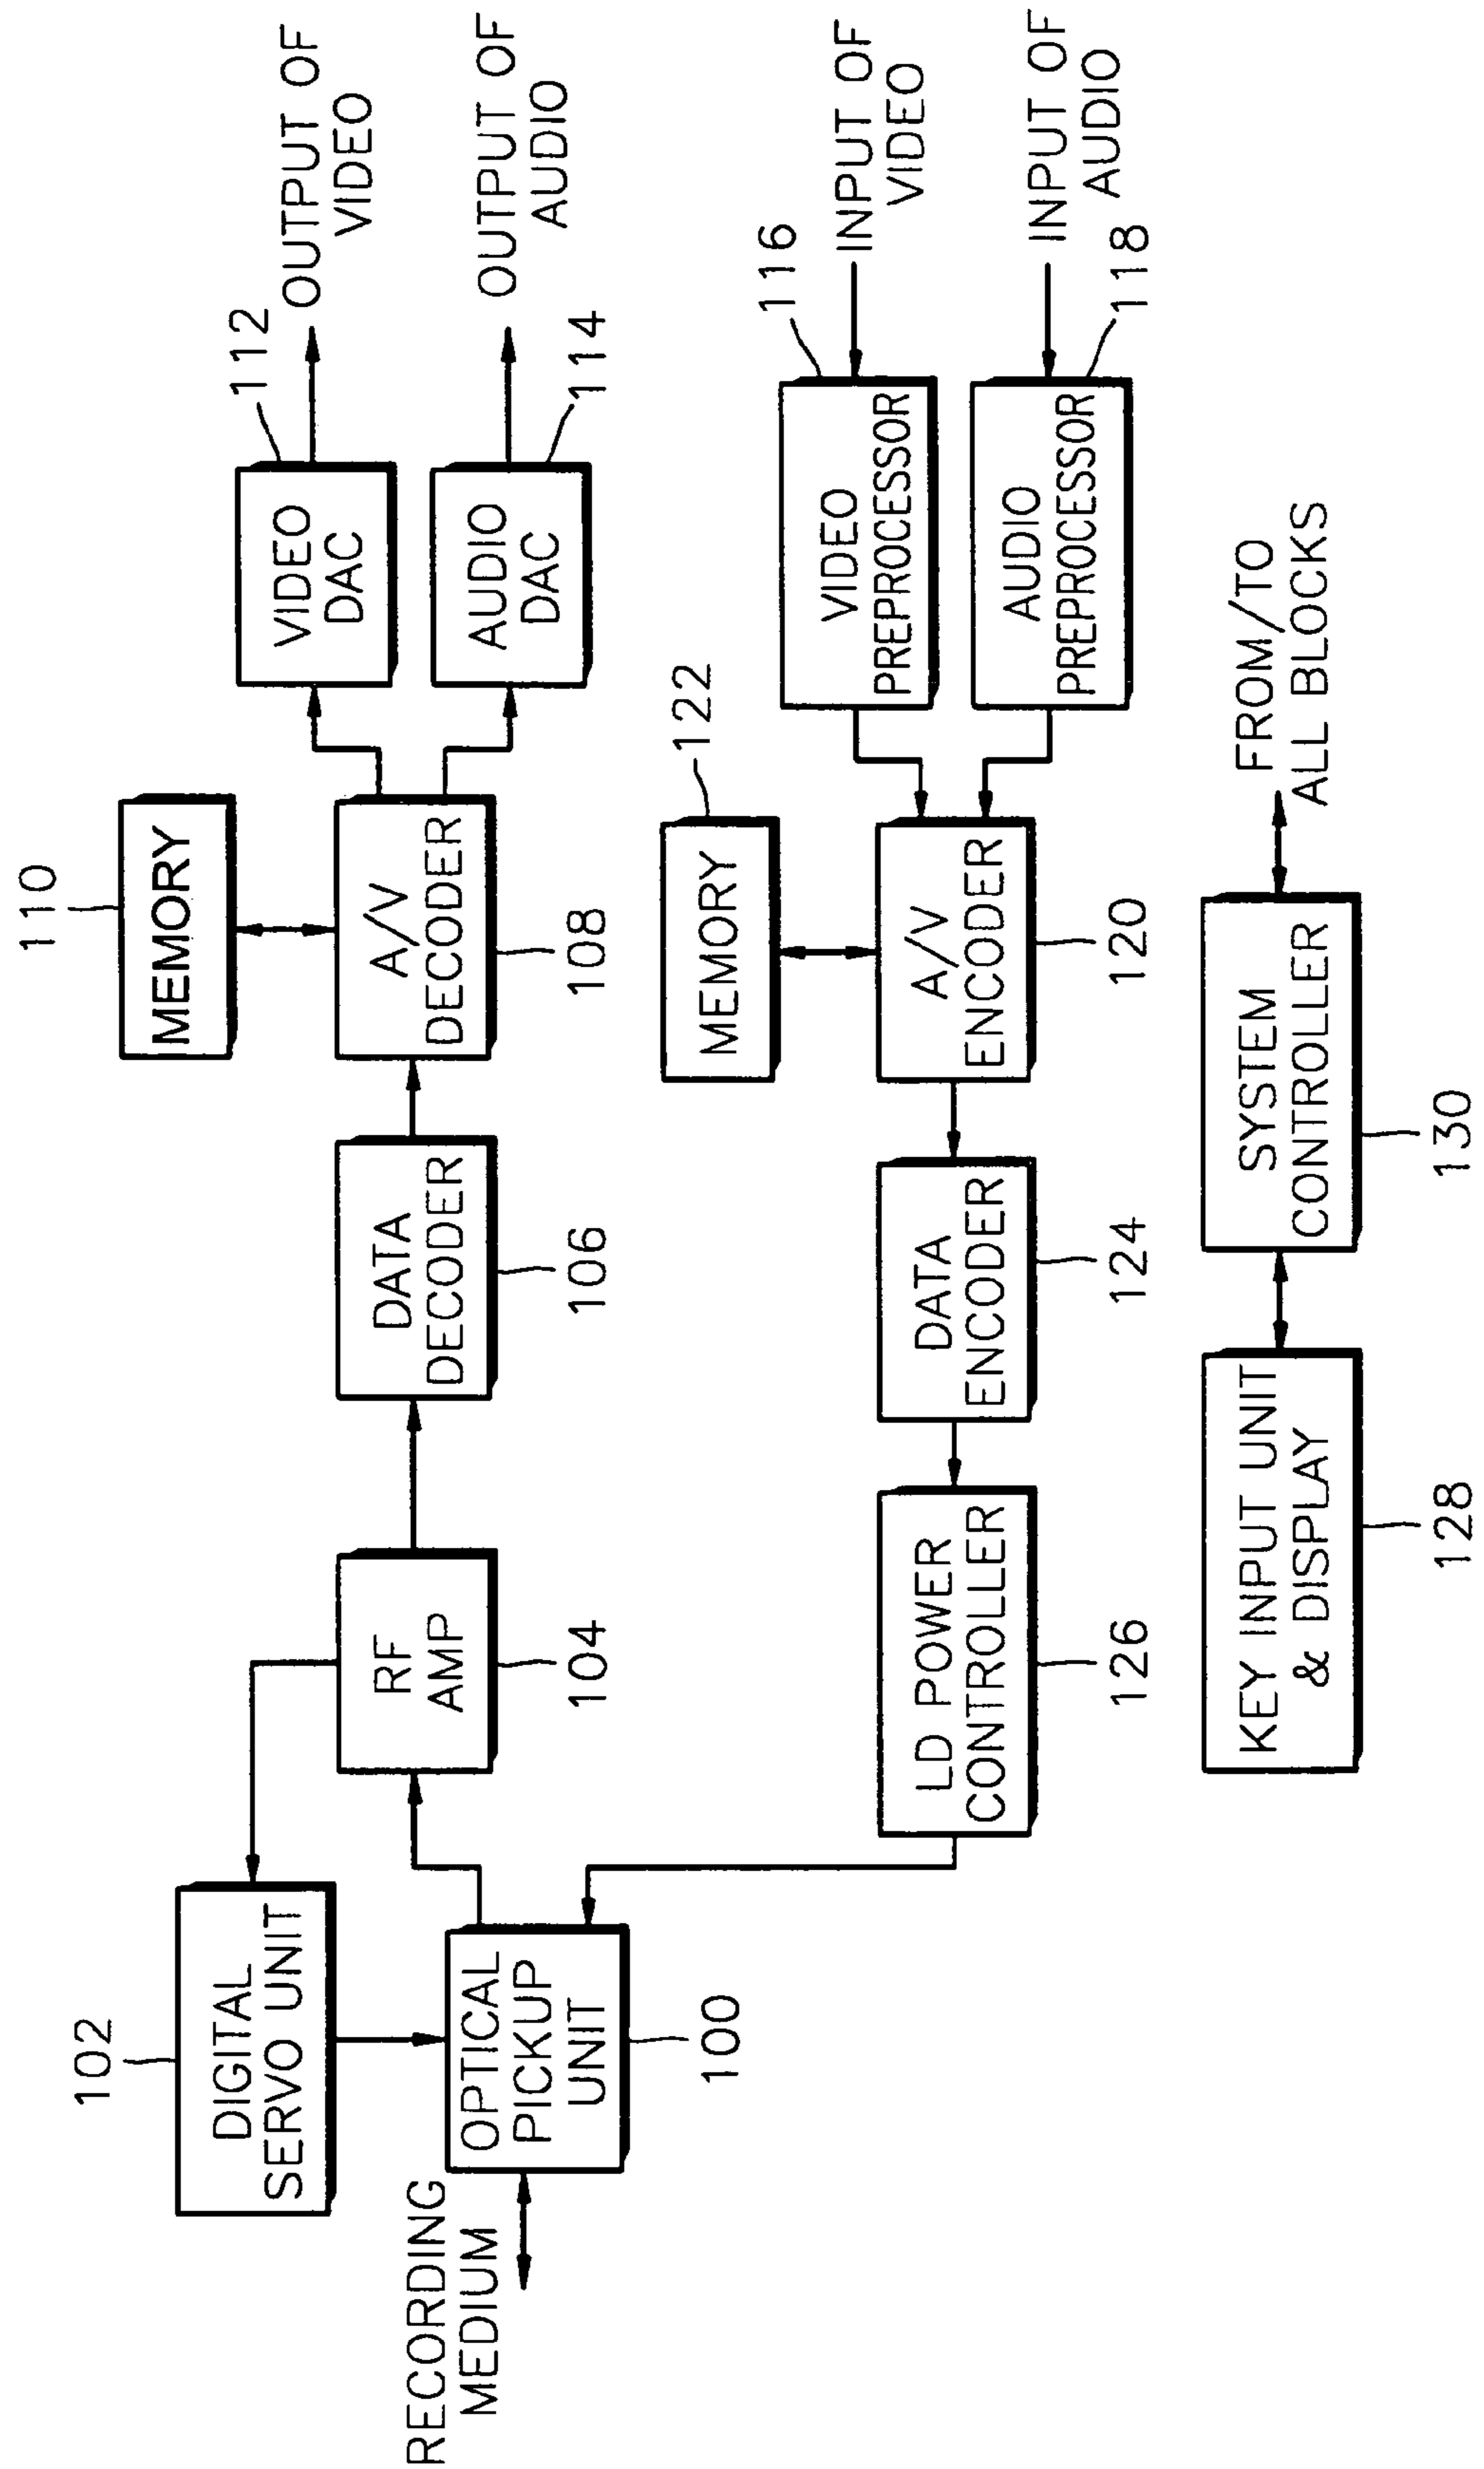 110
MEMORY
112
VIDEO
DAC
OUTPUT OF
VIDEO
102
DIGITAL
SERVO UNIT
RF
AMP
104
DATA
DECODER
106
A/V
DECODER
108
AUDIO
DAC
114
OUTPUT OF
AUDIO
RECORDING
MEDIUM
OPTICAL
PICKUP
UNIT
100
122
MEMORY
116
VIDEO
PREPROCESSOR
INPUT OF
VIDEO
LD POWER
CONTROLLER
126
DATA
ENCODER
124
A/V
ENCODER
120
AUDIO
PREPROCESSOR
118
INPUT OF
AUDIO
KEY INPUT UNIT
& DISPLAY
128
SYSTEM
CONTROLLER
130
FROM/TO
ALL BLOCKS